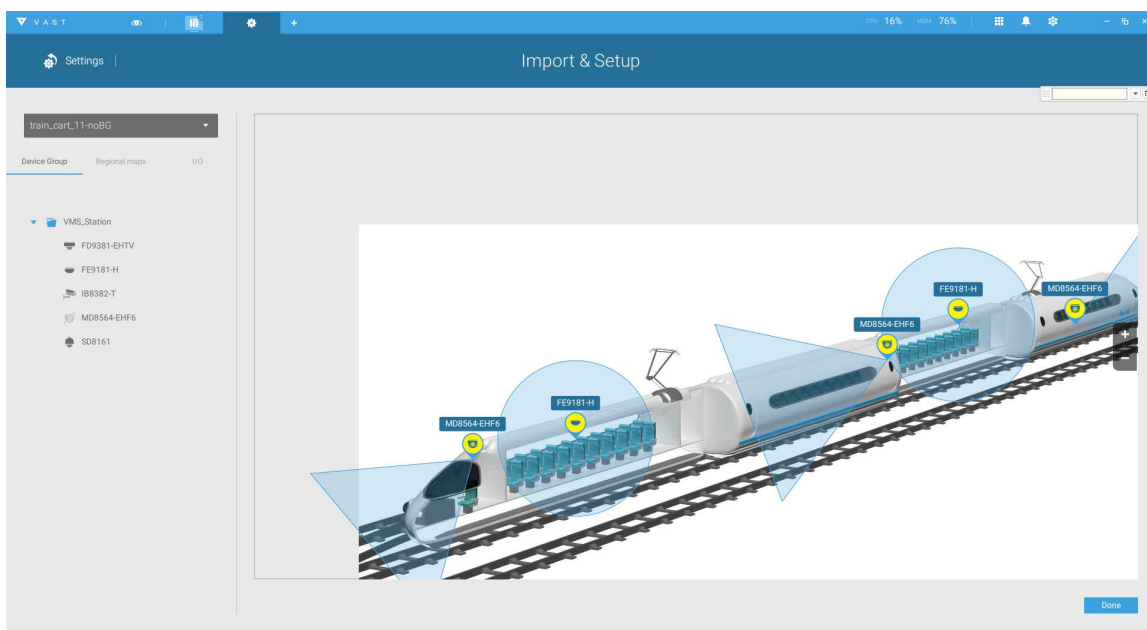 VAST
CPU 16% MEM 76%
Settings
Import & Setup
train_cart_11-noBG
Device Group Regional maps I/O
VMS_Station
FD9381-EHTV
FE9181-H
IB8382-T
MD8564-EHF6
SD8161
FE9181-H
MD8564-EHF6
MD8564-EHF6
FE9181-H
MD8564-EHF6
Done